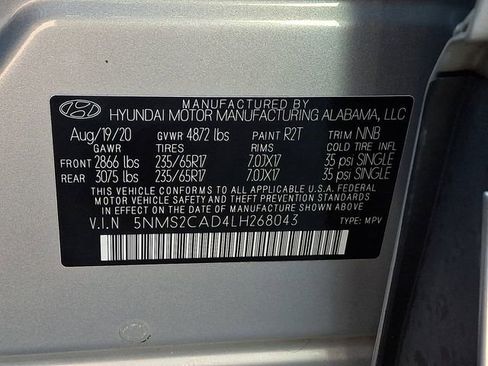 MANUFACTURED BY
HYUNDAI MOTOR MANUFACTURING ALABAMA, LLC
Aug/19/20 GVWR 4872 lbs PAINT R2T TRIM NNB
GAWR TIRES RIMS COLD TIRE INFL
FRONT 2866 lbs 235/65R17 7.0JX17 35 psi SINGLE
REAR 3075 lbs 235/65R17 7.0JX17 35 psi SINGLE
THIS VEHICLE CONFORMS TO ALL APPLICABLE U.S.A. FEDERAL
MOTOR VEHICLE SAFETY AND THEFT PREVENTION STANDARDS
IN EFFECT ON THE DATE OF MANUFACTURE SHOWN ABOVE.
V.I.N 5NMS2CAD4LH268043 TYPE: MPV